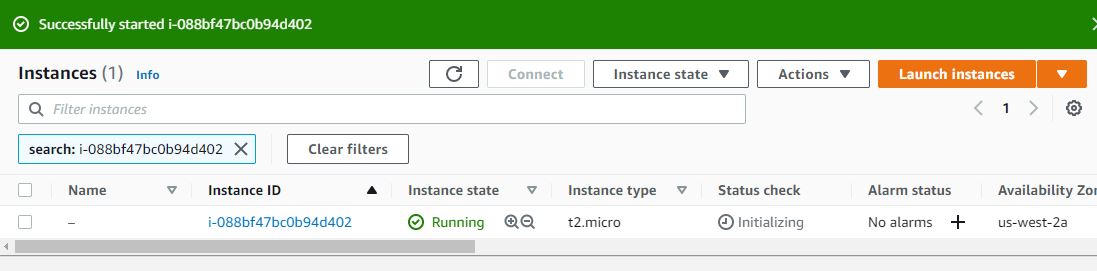 Successfully started i-088bf47bc0b94d402
Instances (1) Info Connect Instance state Actions Launch instances
Filter instances 1
search: i-088bf47bc0b94d402 Clear filters
Name Instance ID Instance state Instance type Status check Alarm status Availability Zo
– i-088bf47bc0b94d402 Running t2.micro Initializing No alarms + us-west-2a